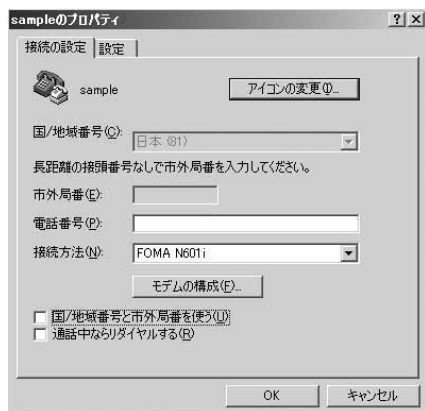 sampleのプロパティ
接続の設定 設定
sample
アイコンの変更(I)...
国/地域番号(C): 日本 (81)
長距離の接頭番号なしで市外局番を入力してください。
市外局番(E):
電話番号(P):
接続方法(N): FOMA N601i
モデムの構成(F)...
国/地域番号と市外局番を使う(U)
通話中ならリダイヤルする(R)
OK キャンセル